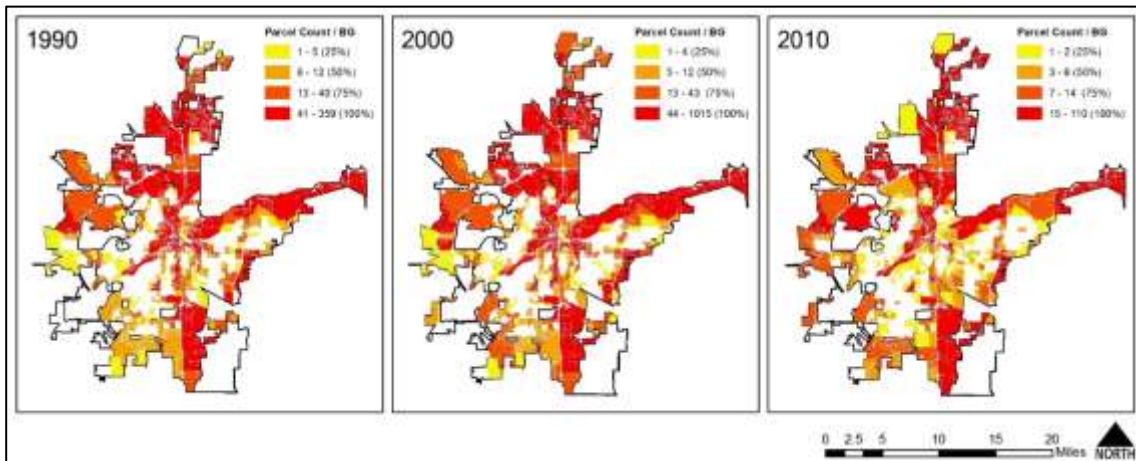 1990
Parcel Count / BG
1 - 5 (25%)
6 - 12 (50%)
13 - 40 (75%)
41 - 359 (100%)
2000
Parcel Count / BG
1 - 4 (25%)
5 - 12 (50%)
13 - 43 (75%)
44 - 1015 (100%)
2010
Parcel Count / BG
1 - 2 (25%)
3 - 6 (50%)
7 - 14 (75%)
15 - 110 (100%)
0 2.5 5 10 15 20
Miles
NORTH